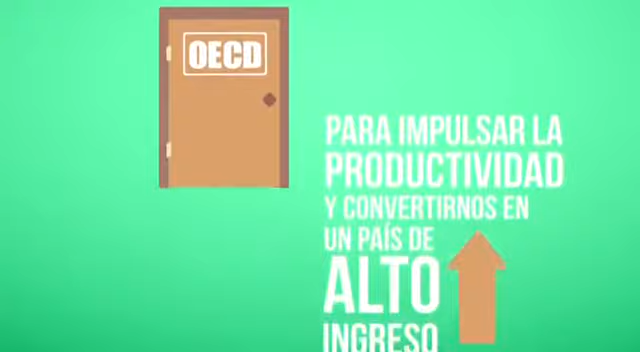 OECD
PARA IMPULSAR LA
PRODUCTIVIDAD
Y CONVERTIRNOS EN
UN PAÍS DE
ALTO
INGRESO